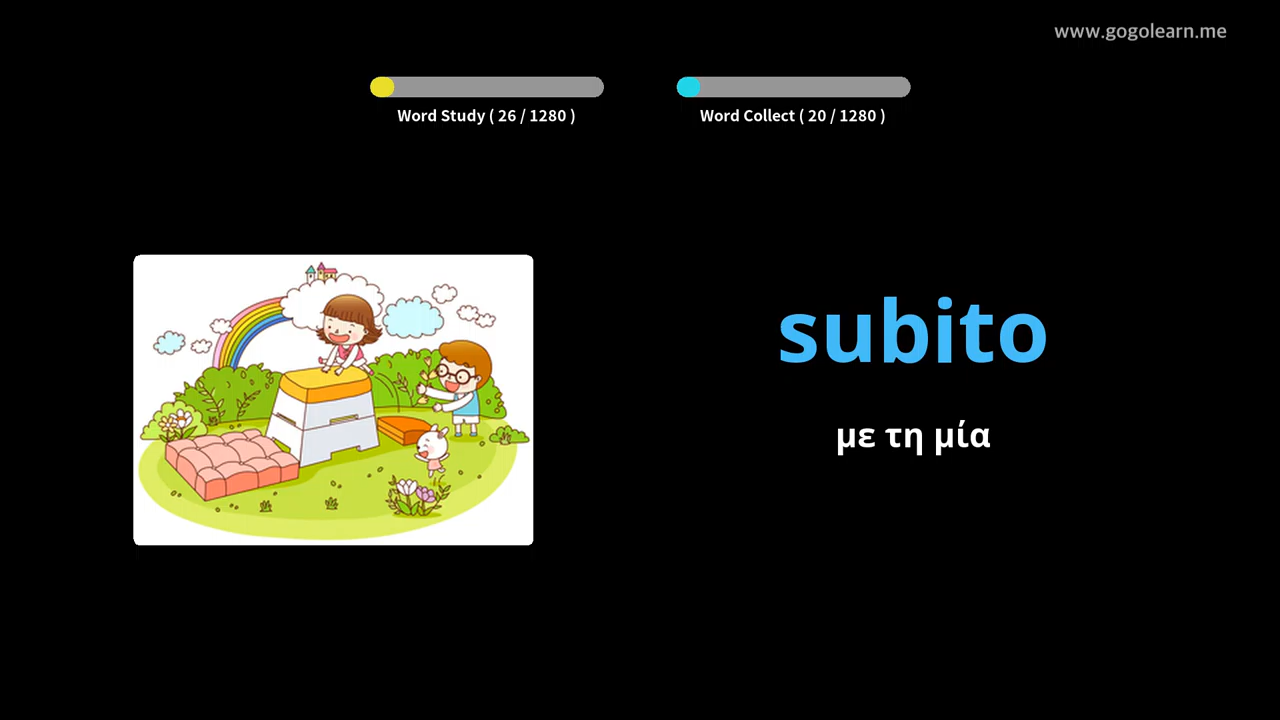 www.gogolearn.me
Word Study ( 26 / 1280 )
Word Collect ( 20 / 1280 )
subito
με τη μία